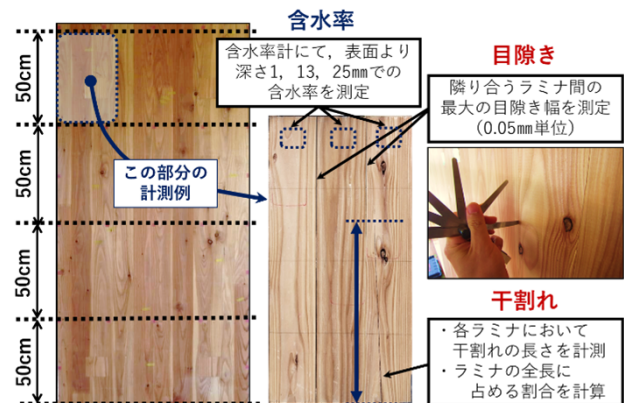 含水率
含水率計にて，表面より
深さ1，13，25mmでの
含水率を測定
目隙き
隣り合うラミナ間の
最大の目隙き幅を測定
（0.05mm単位）
50cm
50cm
50cm
50cm
この部分の
計測例
干割れ
・各ラミナにおいて
干割れの長さを計測
・ラミナの全長に
占める割合を計算